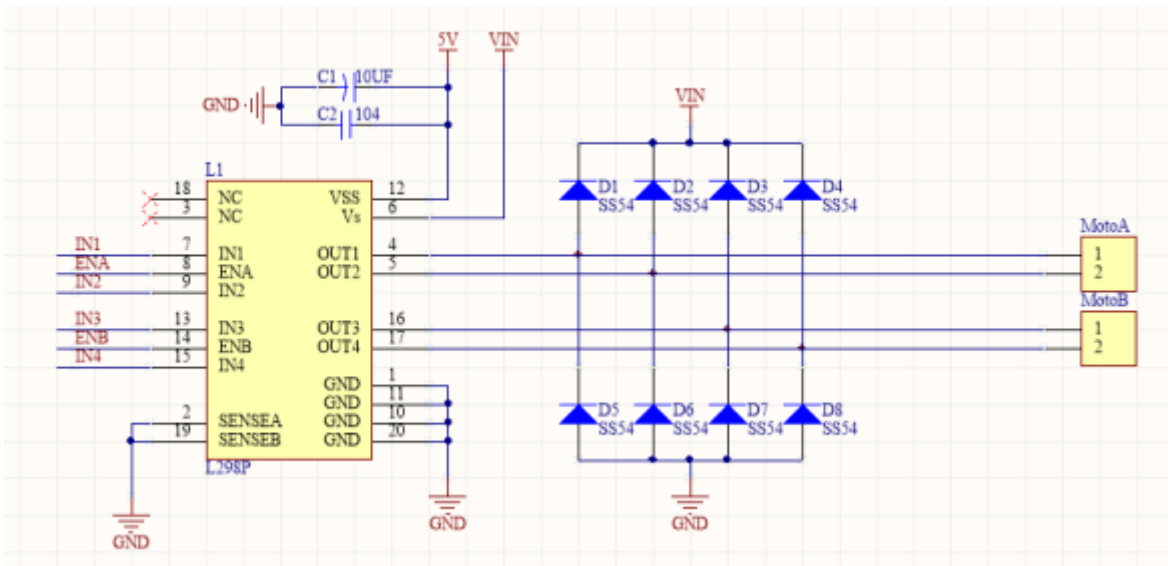 5V VIN
C1 10UF
GND
C2 104
VIN
L1
18 NC VSS 12
3 NC Vs 6
D1 D2 D3 D4
SS54 SS54 SS54 SS54
MotoA
IN1 7 IN1 OUT1 4 1
ENA 8 ENA OUT2 5 2
IN2 9 IN2
MotoB
IN3 13 IN3 OUT3 16 1
ENB 14 ENB OUT4 17 2
IN4 15 IN4
GND 1
GND 11
2 SENSEA GND 10
19 SENSEB GND 20
D5 D6 D7 D8
SS54 SS54 SS54 SS54
L298P
GND GND GND